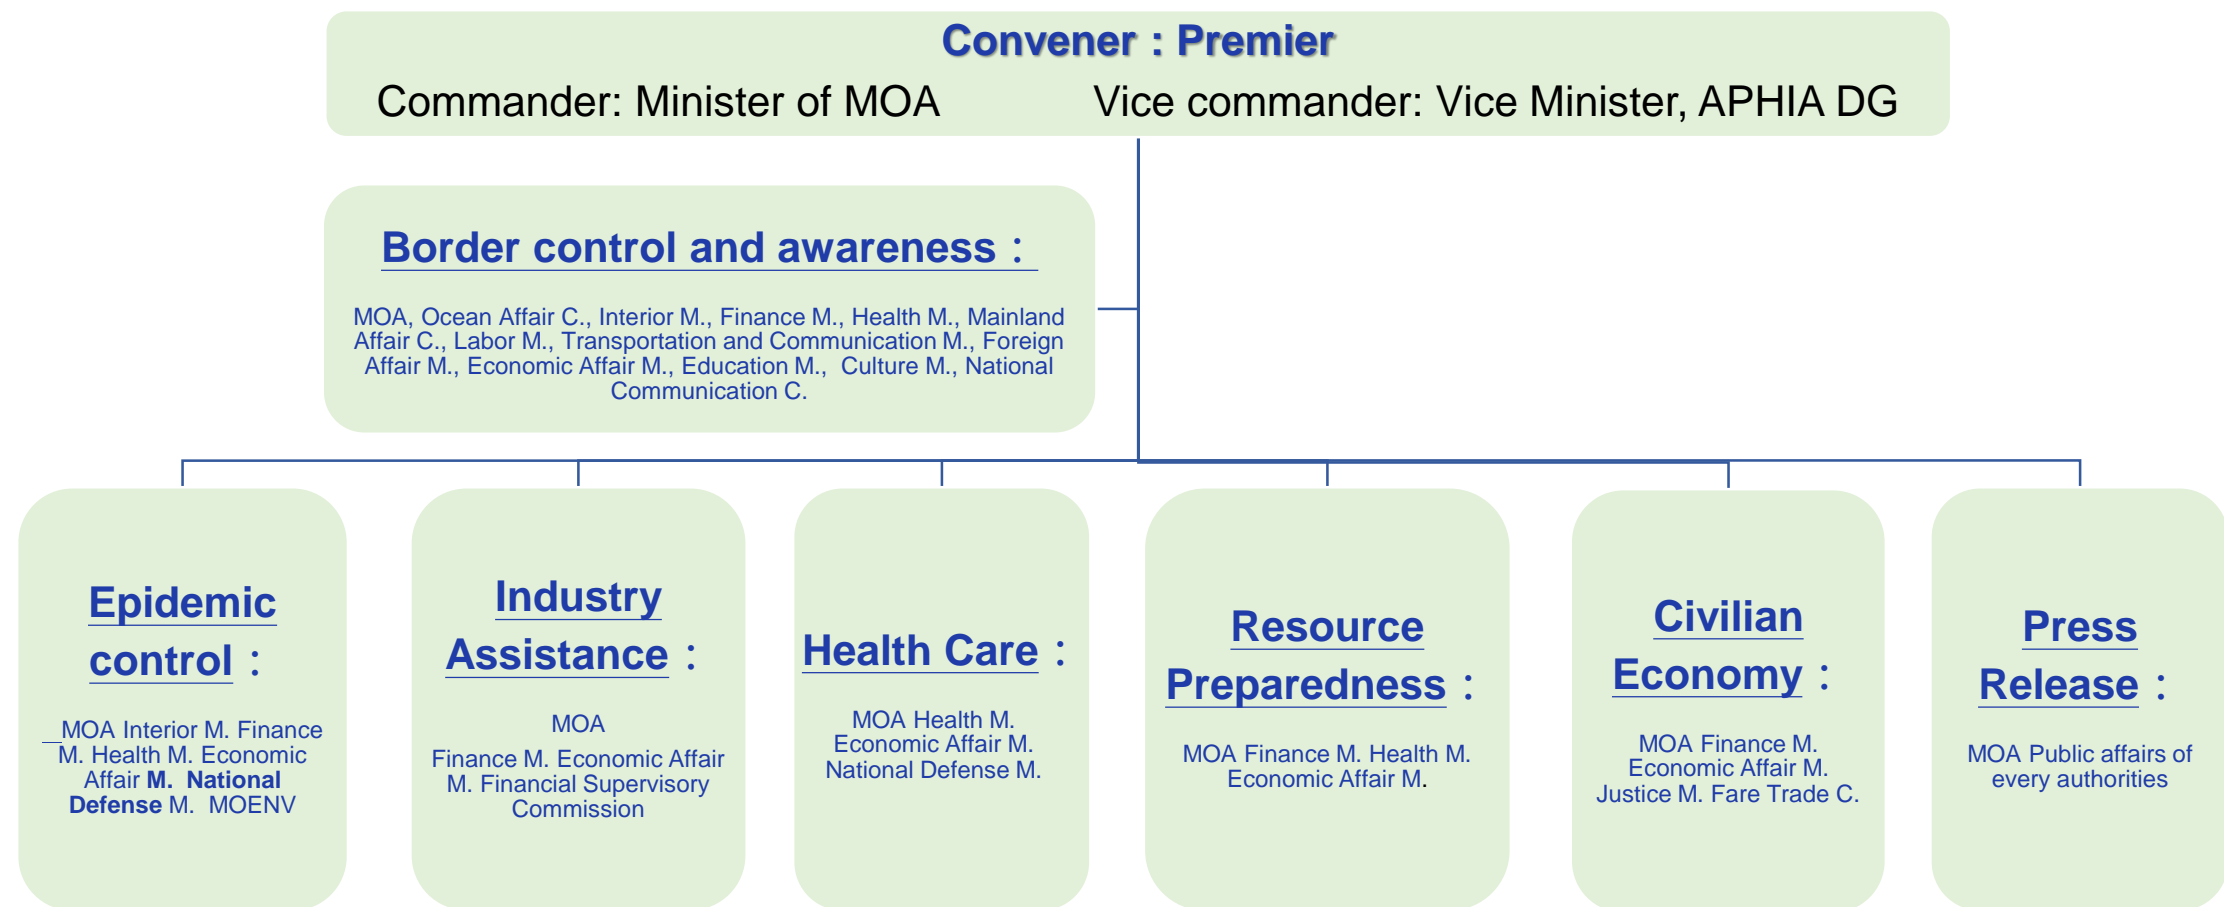 Convener：Premier
Commander: Minister of MOA Vice commander: Vice Minister, APHIA DG
Border control and awareness：
MOA, Ocean Affair C., Interior M., Finance M., Health M., Mainland
Affair C., Labor M., Transportation and Communication M., Foreign
Affair M., Economic Affair M., Education M., Culture M., National
Communication C.
Epidemic
control：
MOA Interior M. Finance
M. Health M. Economic
Affair M. National
Defense M. MOENV
Industry
Assistance：
MOA
Finance M. Economic Affair
M. Financial Supervisory
Commission
Health Care：
MOA Health M.
Economic Affair M.
National Defense M.
Resource
Preparedness：
MOA Finance M. Health M.
Economic Affair M.
Civilian
Economy：
MOA Finance M.
Economic Affair M.
Justice M. Fare Trade C.
Press
Release：
MOA Public affairs of
every authorities